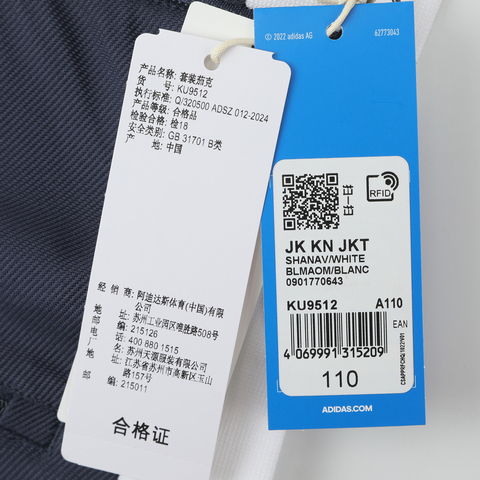 产品名称: 套装茄克
货 号: KU9512
执行标准: Q/320500 ADSZ 012-2024
产品等级: 合格品
检验合格: 检18
安全类别: GB 31701 B类
产 地: 中国
经 销 商: 阿迪达斯体育(中国)有限
公司
地 址: 苏州工业园区唯胜路508号
邮 编: 215126
电 话: 400 880 1515
厂 名: 苏州天源服装有限公司
地 址: 江苏省苏州市高新区玉山
路157号
邮 编: 215011
合格证
© 2022 adidas AG
62773043
13-13
RFID
JK KN JKT
SHANAV/WHITE
BLMAOM/BLANC
0901770643
KU9512 A110
EAN
4 069991 315209
110
ADIDAS.COM